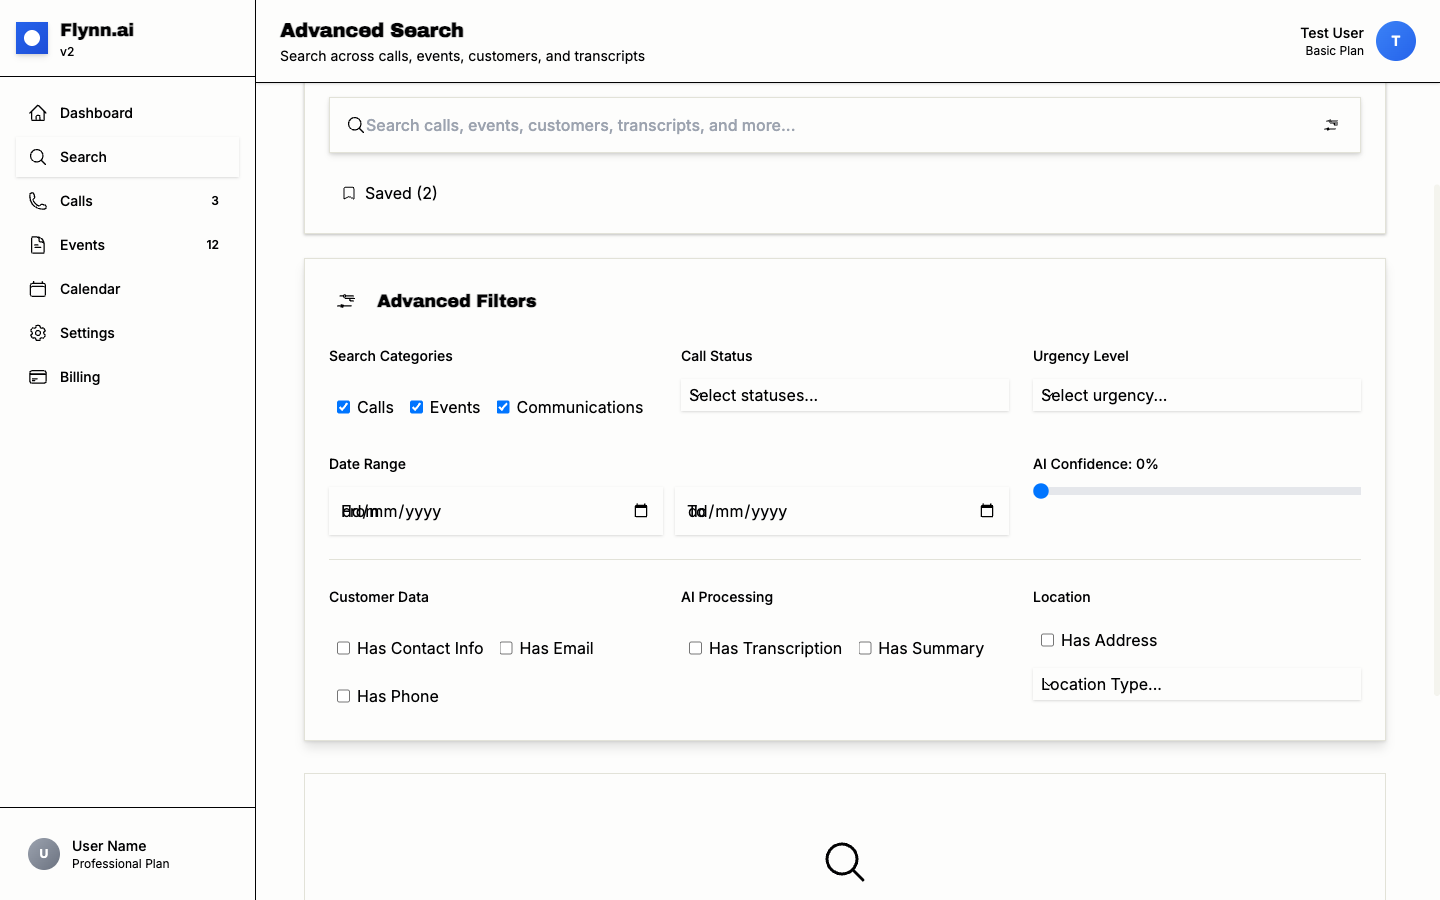 Flynn.ai
v2
Advanced Search
Search across calls, events, customers, and transcripts
Test User
Basic Plan
T
Dashboard
Search
Calls 3
Events 12
Calendar
Settings
Billing
Search calls, events, customers, transcripts, and more...
Saved (2)
Advanced Filters
Search Categories
Calls Events Communications
Call Status
Select statuses...
Urgency Level
Select urgency...
Date Range
From
dd/mm/yyyy
To
dd/mm/yyyy
AI Confidence: 0%
Customer Data
Has Contact Info Has Email
Has Phone
AI Processing
Has Transcription Has Summary
Location
Has Address
Location Type...
U
User Name
Professional Plan